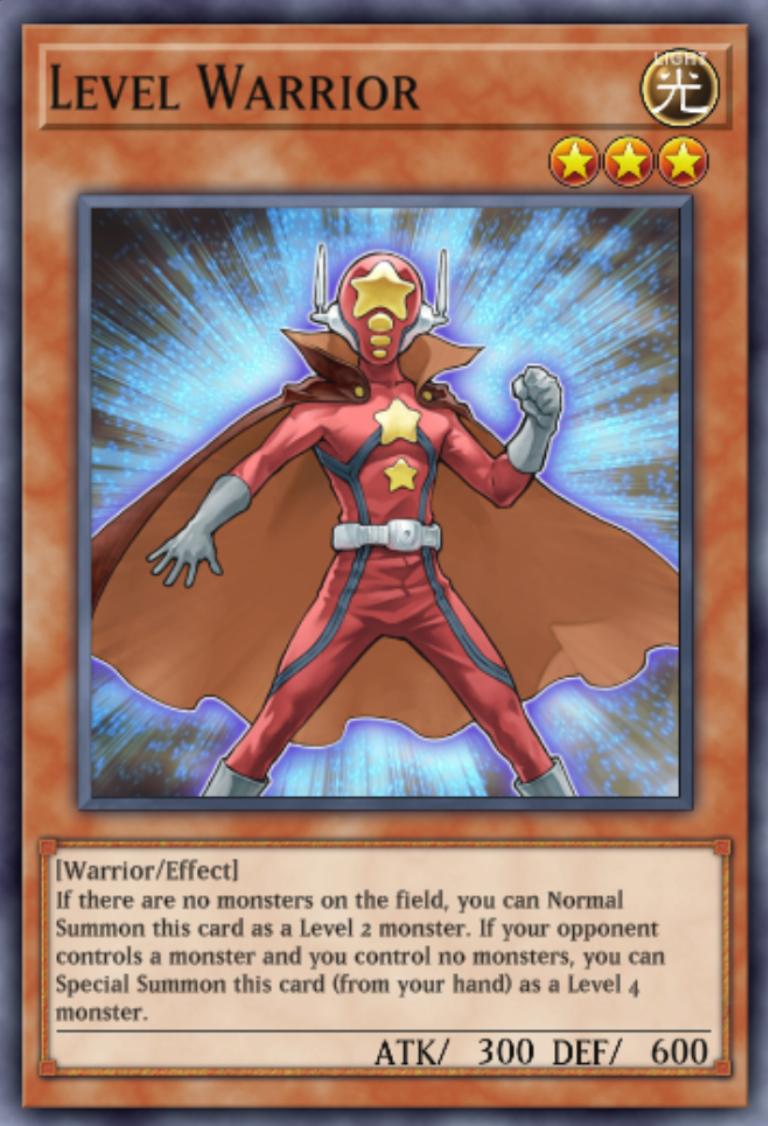 Level Warrior
LIGHT
光
[Warrior/Effect]
If there are no monsters on the field, you can Normal
Summon this card as a Level 2 monster. If your opponent
controls a monster and you control no monsters, you can
Special Summon this card (from your hand) as a Level 4
monster.
ATK/ 300 DEF/ 600